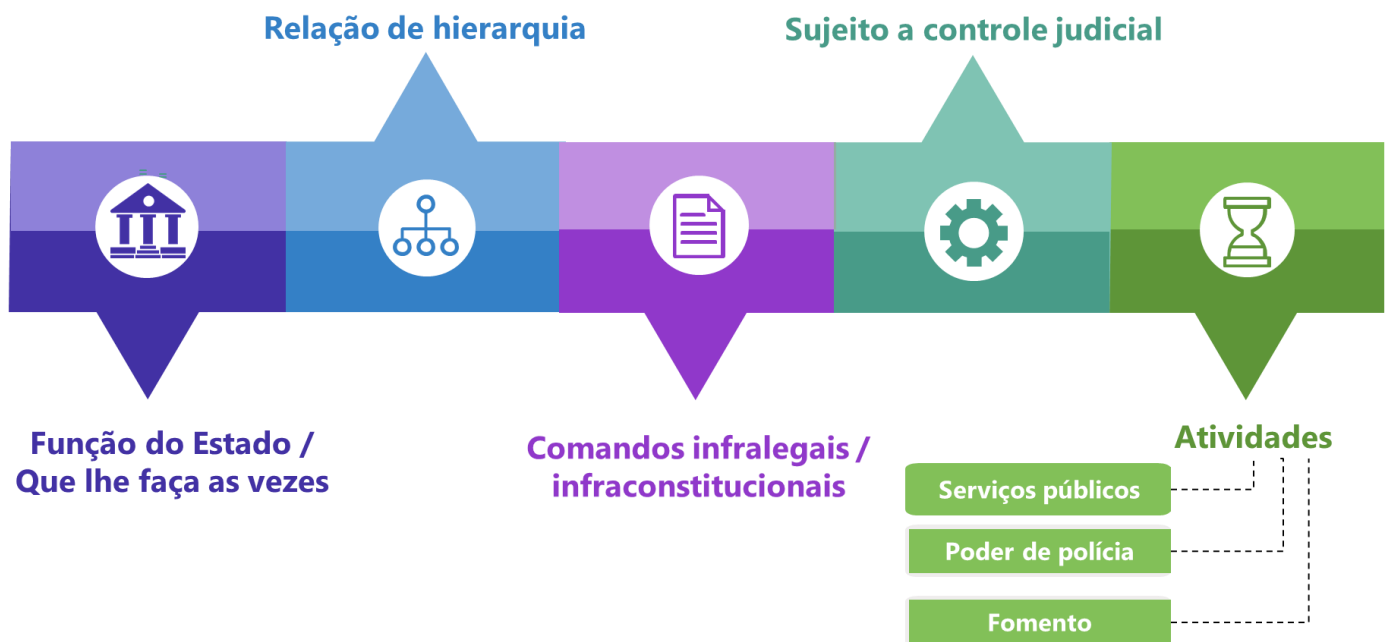 Relação de hierarquia
Sujeito a controle judicial
Função do Estado /
Que lhe faça as vezes
Comandos infralegais /
infraconstitucionais
Atividades
Serviços públicos
Poder de polícia
Fomento